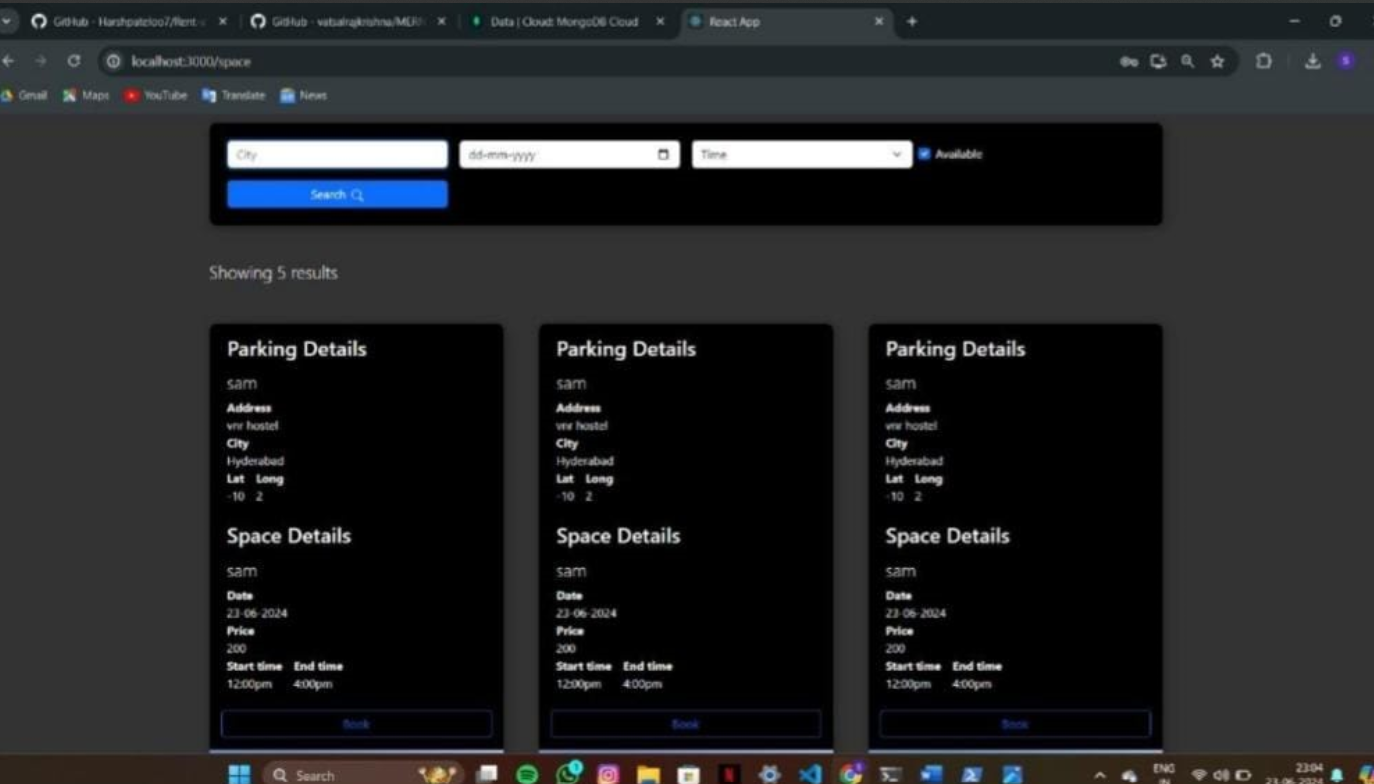 GitHub - Harshpateloo7/Rent-a
GitHub - vatsalrajkrishna/MERN
Data | Cloud: MongoDB Cloud
React App
localhost:3000/space
Gmail Maps YouTube Translate News
City dd-mm-yyyy Time Available
Search
Showing 5 results
Parking Details Parking Details Parking Details
sam sam sam
Address Address Address
vnr hostel vnr hostel vnr hostel
City City City
Hyderabad Hyderabad Hyderabad
Lat Long Lat Long Lat Long
-10 2 -10 2 -10 2
Space Details Space Details Space Details
sam sam sam
Date Date Date
23-06-2024 23-06-2024 23-06-2024
Price Price Price
200 200 200
Start time End time Start time End time Start time End time
12:00pm 4:00pm 12:00pm 4:00pm 12:00pm 4:00pm
Book Book Book
Search
ENG
IN
23:04
23-06-2024